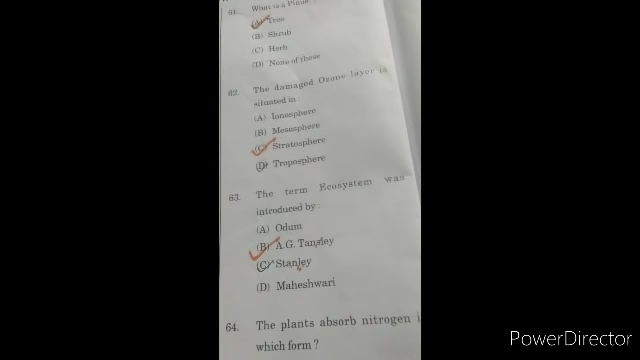 61. What is a Pinus
(A) Tree
(B) Shrub
(C) Herb
(D) None of these
62. The damaged Ozone layer is
situated in :
(A) Ionosphere
(B) Mesosphere
(C) Stratosphere
(D) Troposphere
63. The term Ecosystem was
introduced by :
(A) Odum
(B) A.G. Tansley
(C) Stanley
(D) Maheshwari
64. The plants absorb nitrogen i
which form ?
PowerDirector